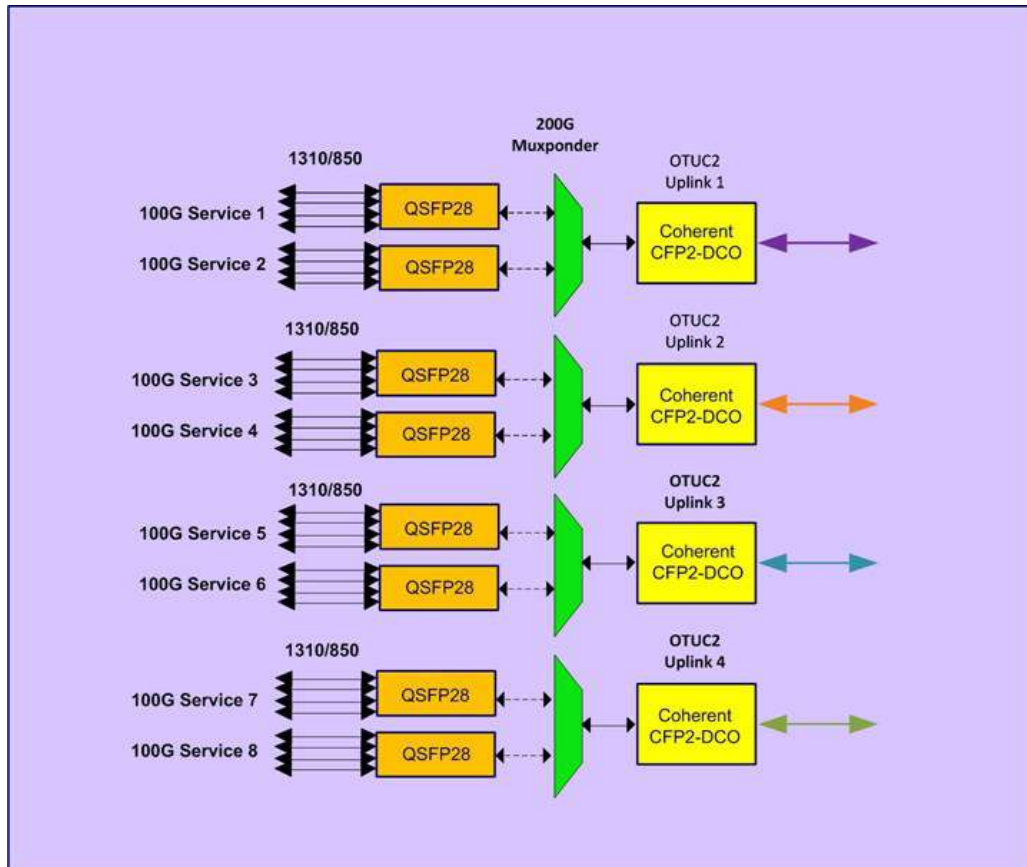 200G
Muxponder
1310/850
OTUC2
Uplink 1
100G Service 1
QSFP28
Coherent
CFP2-DCO
100G Service 2
QSFP28
1310/850
OTUC2
Uplink 2
100G Service 3
QSFP28
Coherent
CFP2-DCO
100G Service 4
QSFP28
1310/850
OTUC2
Uplink 3
100G Service 5
QSFP28
Coherent
CFP2-DCO
100G Service 6
QSFP28
1310/850
OTUC2
Uplink 4
100G Service 7
QSFP28
Coherent
CFP2-DCO
100G Service 8
QSFP28